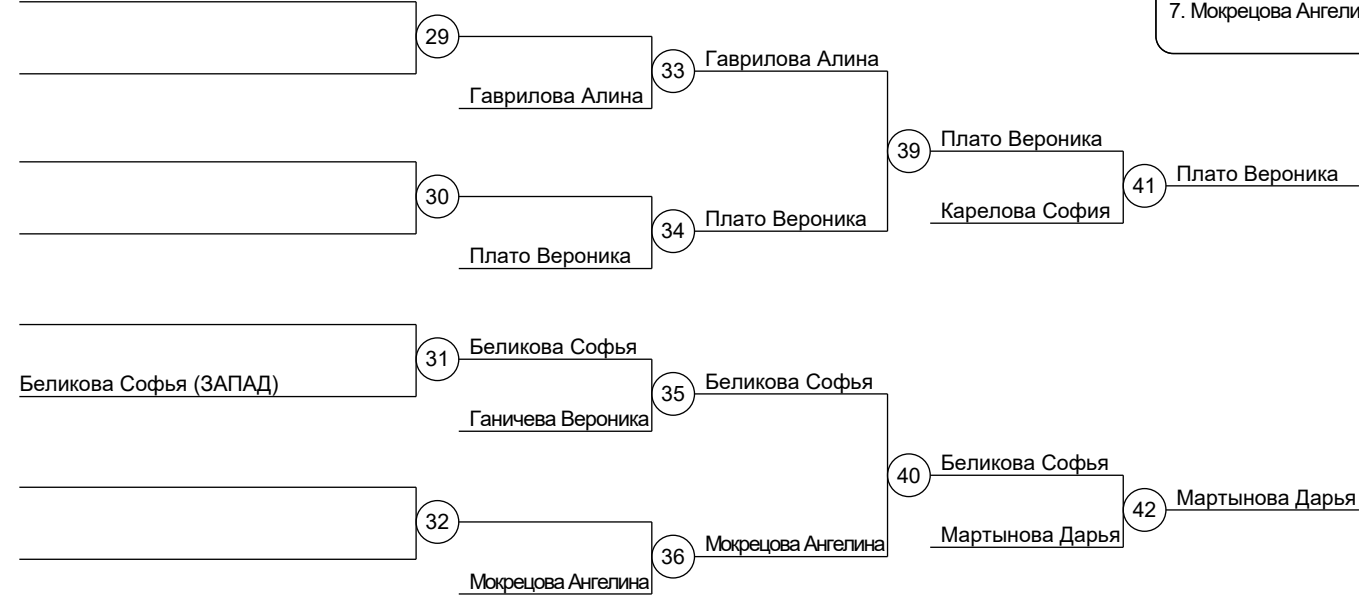 7. Мокрецова Ангели
29
Гаврилова Алина
33
Гаврилова Алина
39
Плато Вероника
30
Плато Вероника
34
Плато Вероника
Карелова София
41
Плато Вероника
Беликова Софья (ЗАПАД)
31
Беликова Софья
Ганичева Вероника
35
Беликова Софья
40
Беликова Софья
32
Мокрецова Ангелина
36
Мокрецова Ангелина
Мартынова Дарья
42
Мартынова Дарья